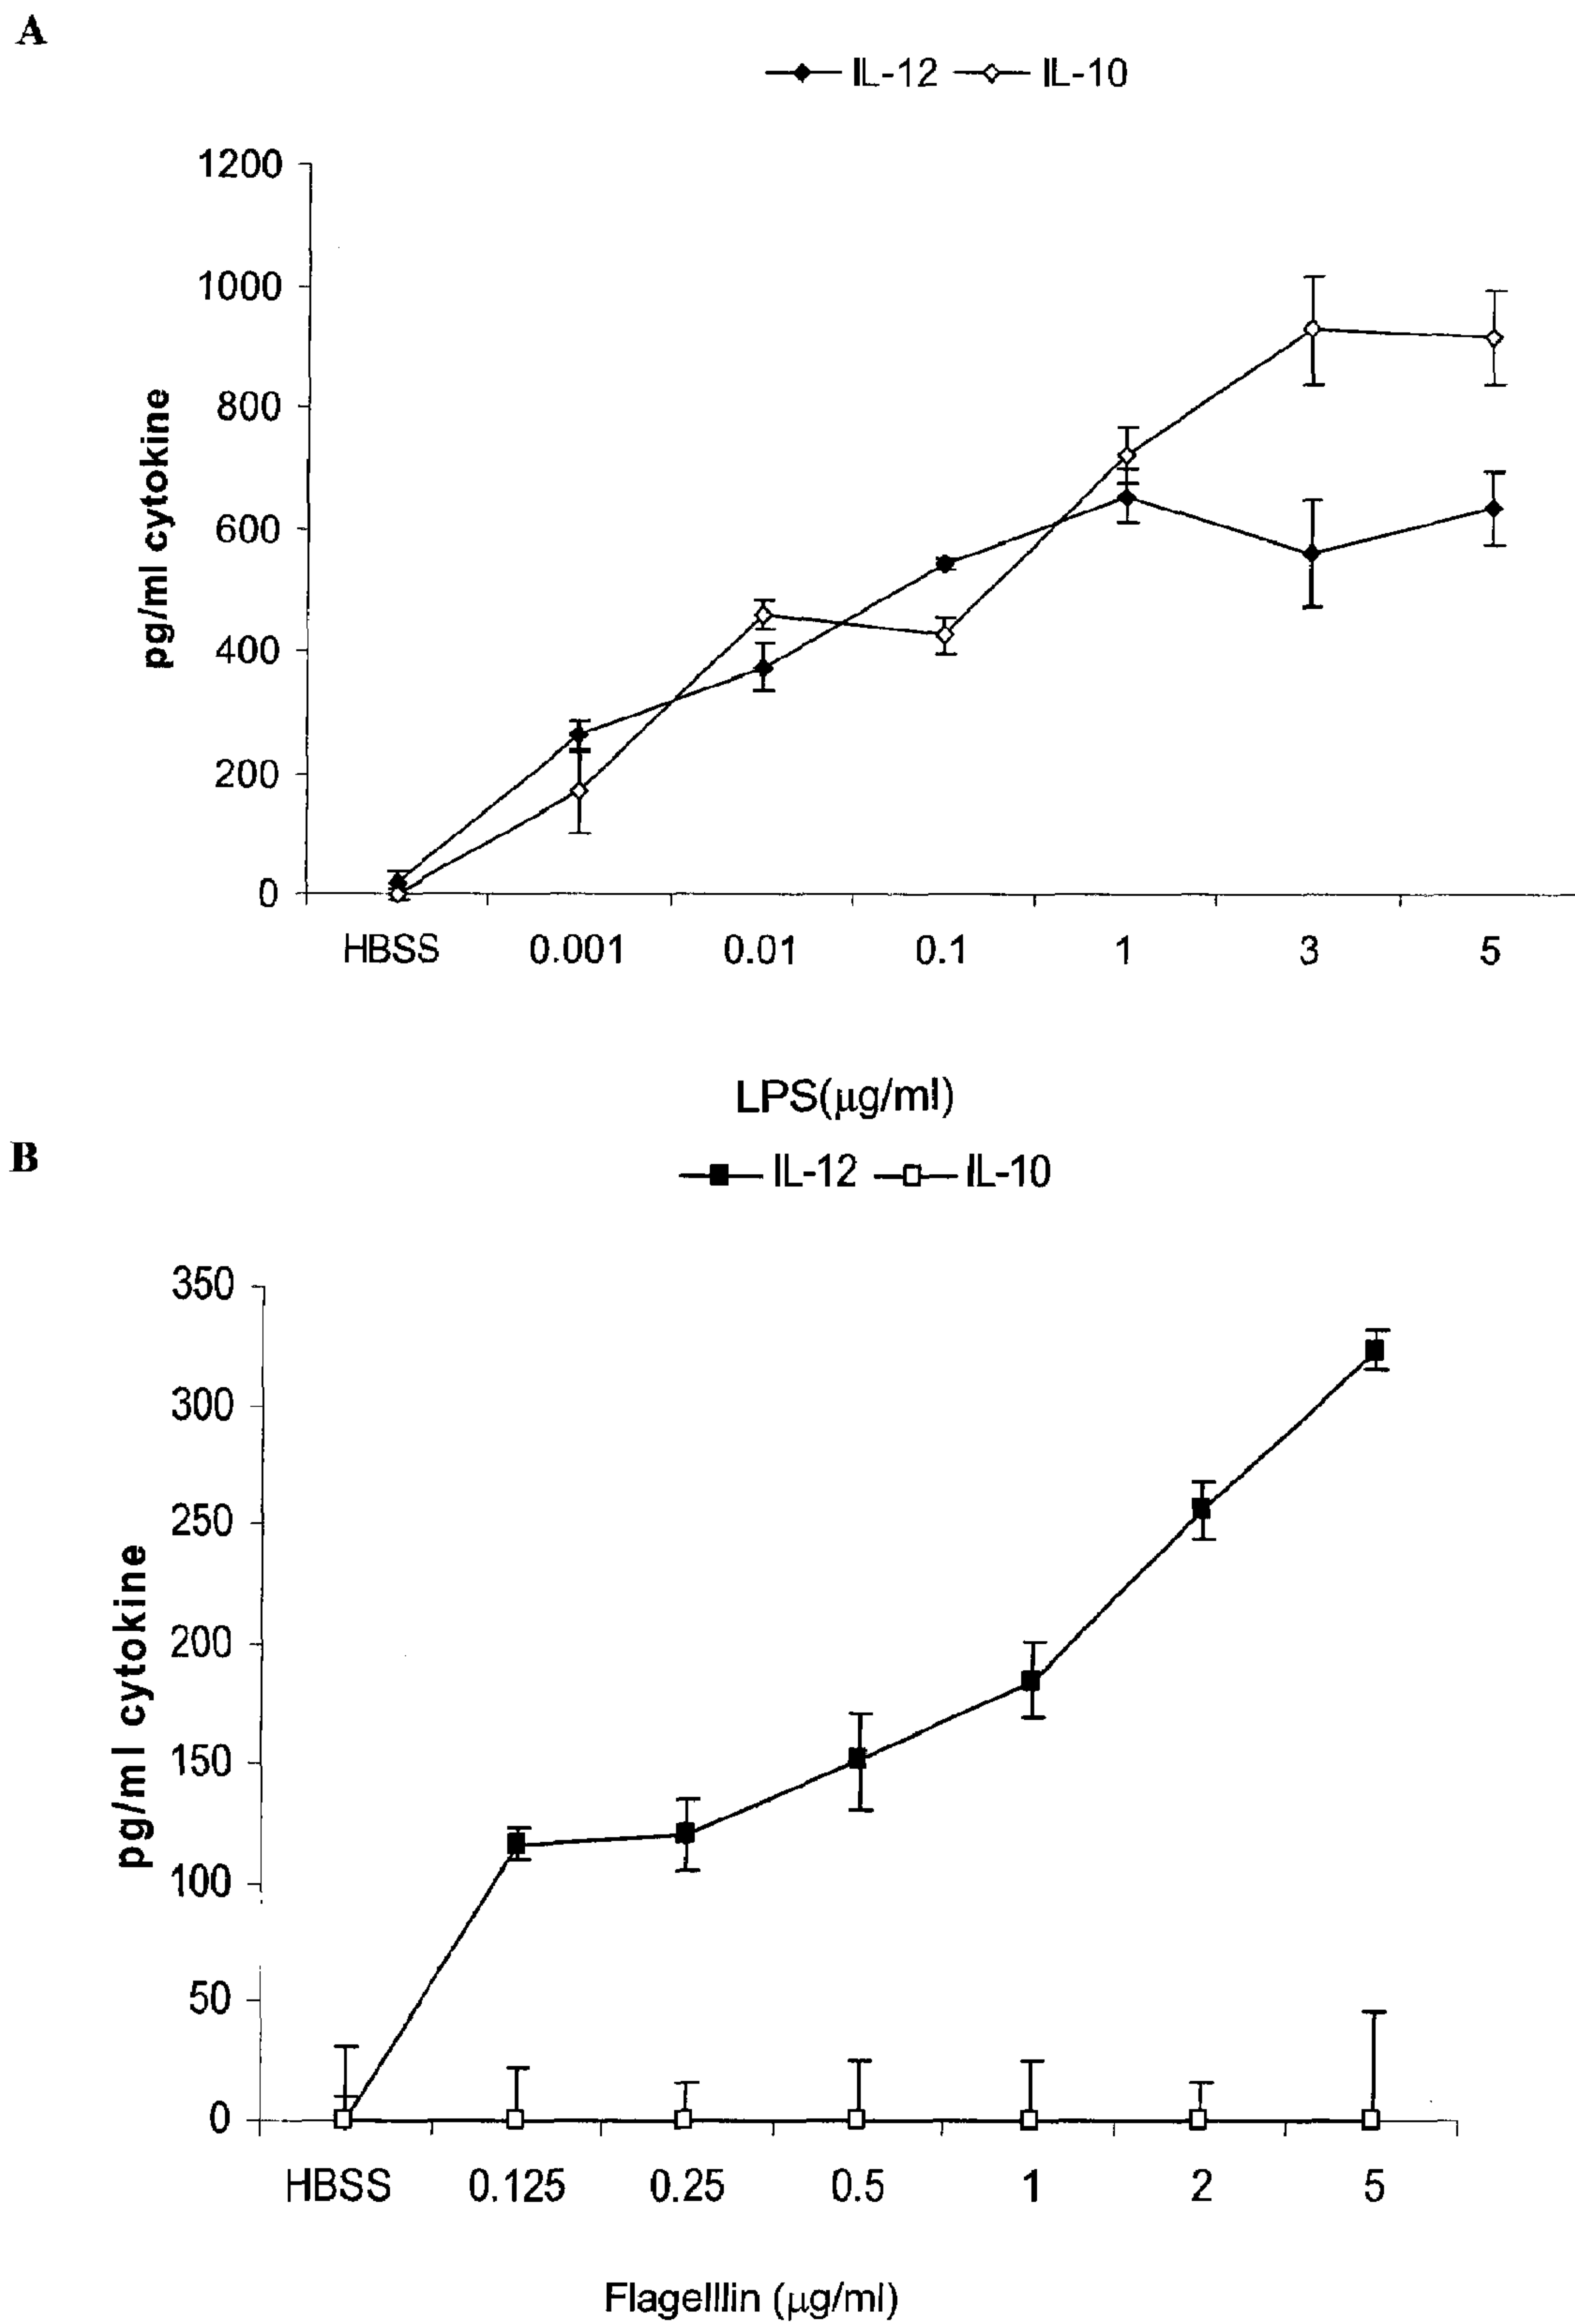 A
IL-12 IL-10
1200
1000
800
600
400
200
0
pg/ml cytokine
HBSS 0.001 0.01 0.1 1 3 5
LPS(µg/ml)
B
IL-12 IL-10
350
300
250
200
150
100
50
0
pg/ml cytokine
HBSS 0.125 0.25 0.5 1 2 5
Flagelllin (µg/ml)